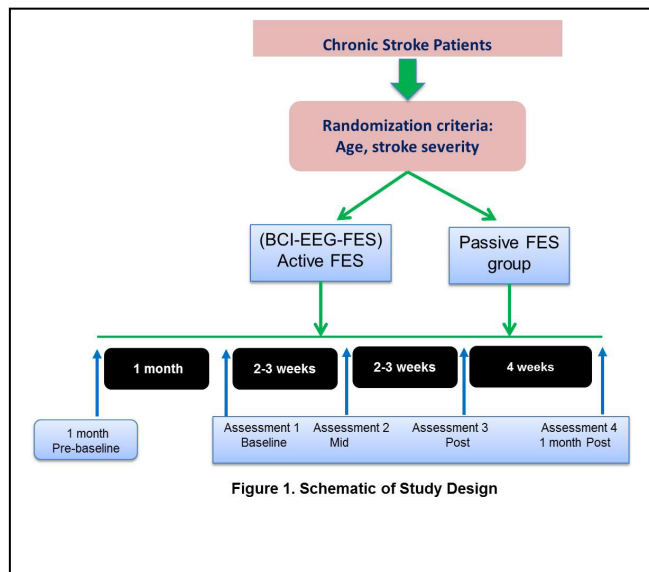 Chronic Stroke Patients
Randomization criteria:
Age, stroke severity
(BCI-EEG-FES)
Active FES
Passive FES
group
1 month
2-3 weeks
2-3 weeks
4 weeks
1 month
Pre-baseline
Assessment 1
Baseline
Assessment 2
Mid
Assessment 3
Post
Assessment 4
1 month Post
Figure 1. Schematic of Study Design